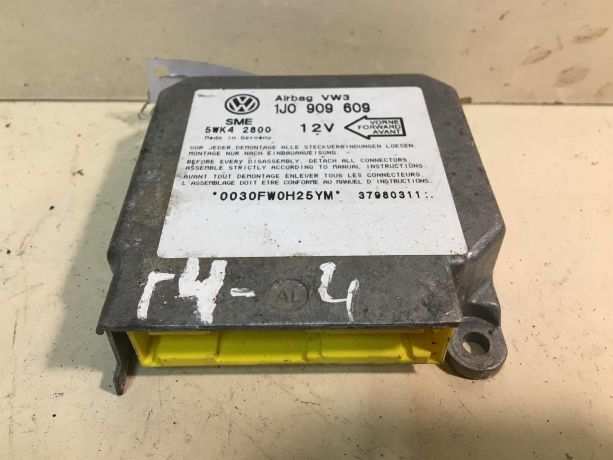 Airbag VW3
1J0 909 609
SME
5WK4 2800
Made in Germany
12V
VORNE
FORWARD
AVANT
VOR JEDER DEMONTAGE ALLE STECKVERBINDUNGEN LOESEN.
MONTAGE NUR NACH EINBAUANWEISUNG.
BEFORE EVERY DISASSEMBLY, DETACH ALL CONNECTORS.
ASSEMBLE STRICTLY ACCORDING TO MANUAL INSTRUCTIONS.
AVANT TOUT DEMONTAGE ENLEVER TOUS LES CONNECTEURS
L'ASSEMBLAGE DOIT ETRE CONFORME AU MANUEL D'INSTRUCTIONS.
*0030FW0H25YM* 37980311...
Г4-4
AL